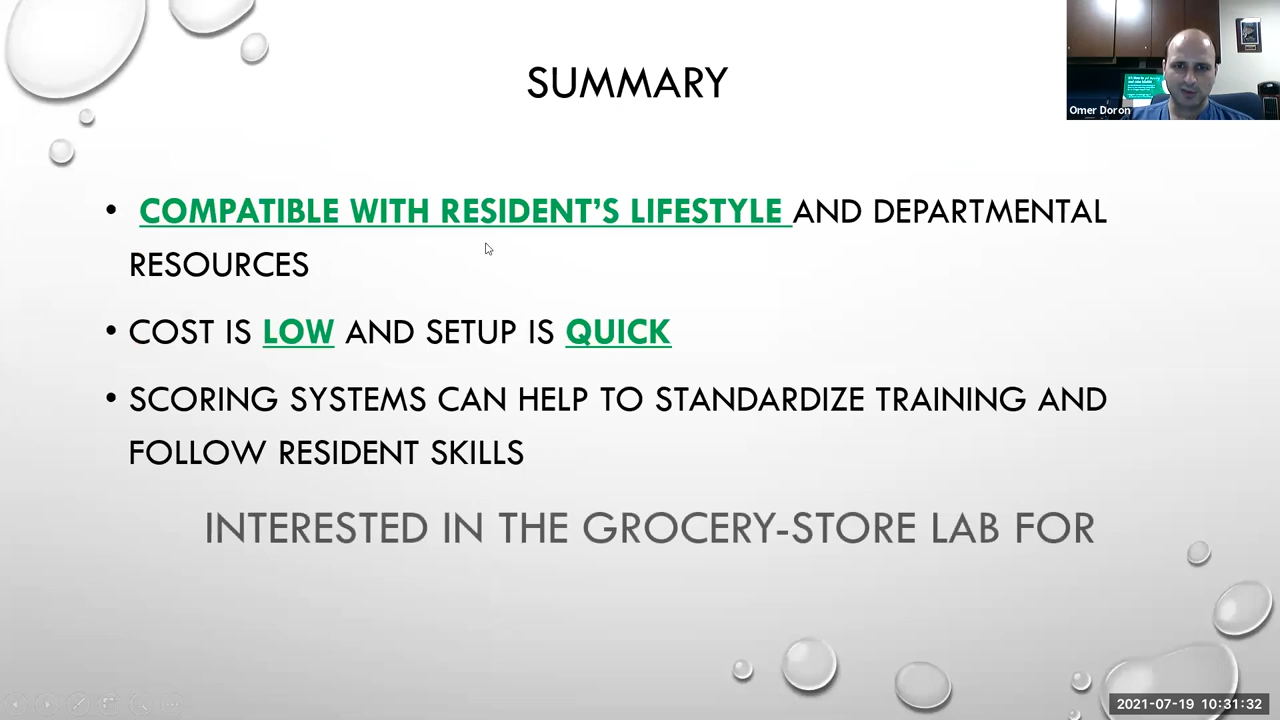 SUMMARY
Omer Doron
• COMPATIBLE WITH RESIDENT'S LIFESTYLE AND DEPARTMENTAL
RESOURCES
• COST IS LOW AND SETUP IS QUICK
• SCORING SYSTEMS CAN HELP TO STANDARDIZE TRAINING AND
FOLLOW RESIDENT SKILLS
INTERESTED IN THE GROCERY-STORE LAB FOR
2021-07-19 10:31:32